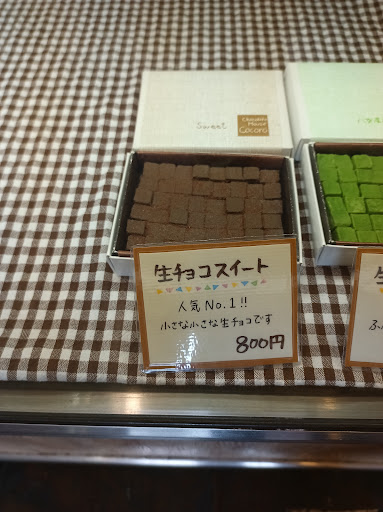 Sweet
Chocolate
Cocoro
生チョコスイート
人気No.1!!
小さな小さな生チョコです
800円